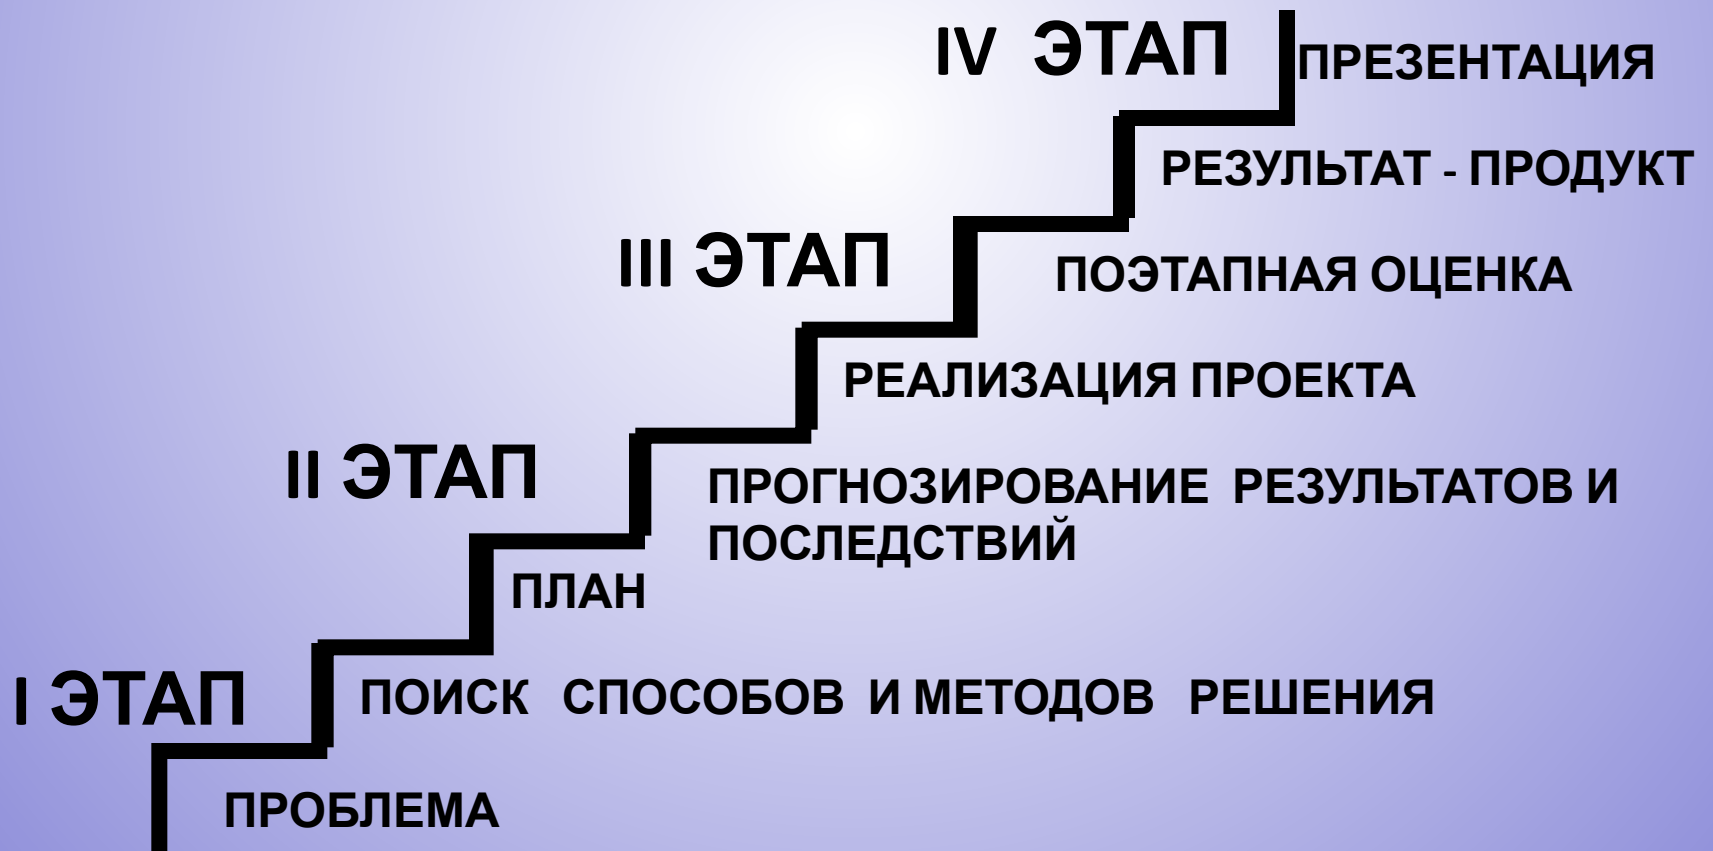 IV ЭТАП
ПРЕЗЕНТАЦИЯ
РЕЗУЛЬТАТ - ПРОДУКТ
III ЭТАП
ПОЭТАПНАЯ ОЦЕНКА
РЕАЛИЗАЦИЯ ПРОЕКТА
II ЭТАП
ПРОГНОЗИРОВАНИЕ РЕЗУЛЬТАТОВ И
ПОСЛЕДСТВИЙ
ПЛАН
I ЭТАП
ПОИСК СПОСОБОВ И МЕТОДОВ РЕШЕНИЯ
ПРОБЛЕМА